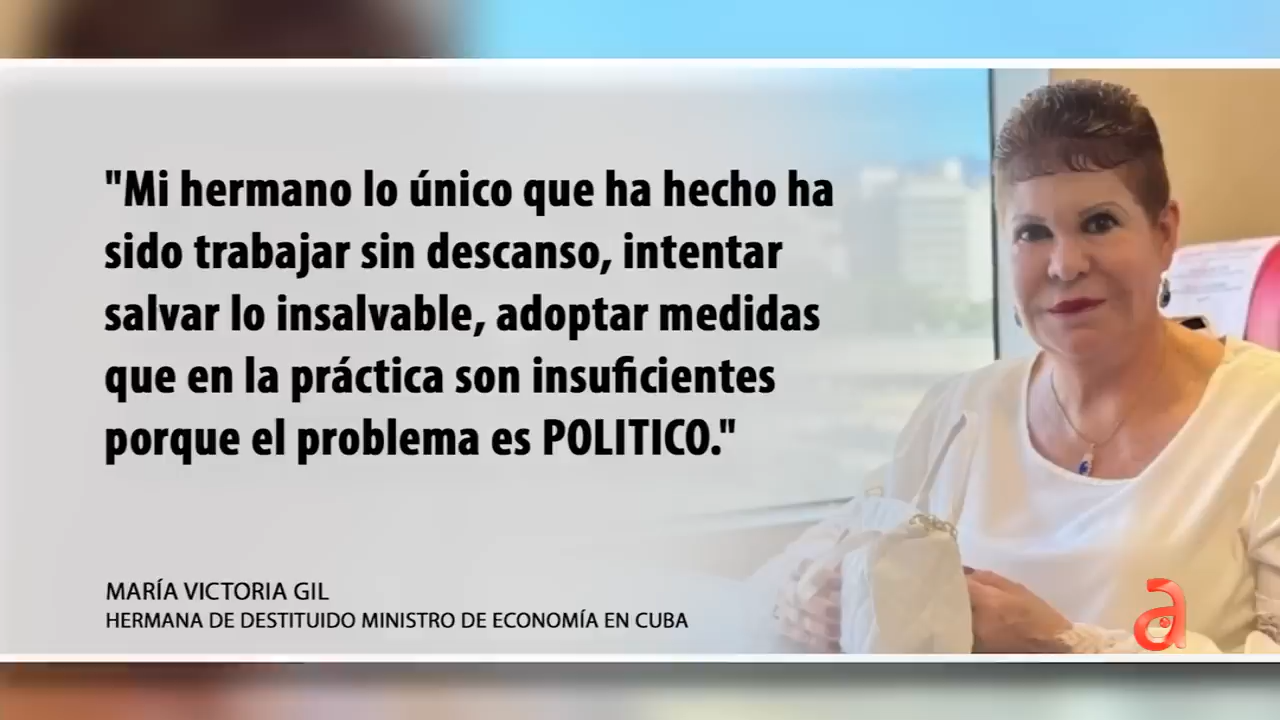 "Mi hermano lo único que ha hecho ha
sido trabajar sin descanso, intentar
salvar lo insalvable, adoptar medidas
que en la práctica son insuficientes
porque el problema es POLITICO."
MARÍA VICTORIA GIL
HERMANA DE DESTITUIDO MINISTRO DE ECONOMÍA EN CUBA
a